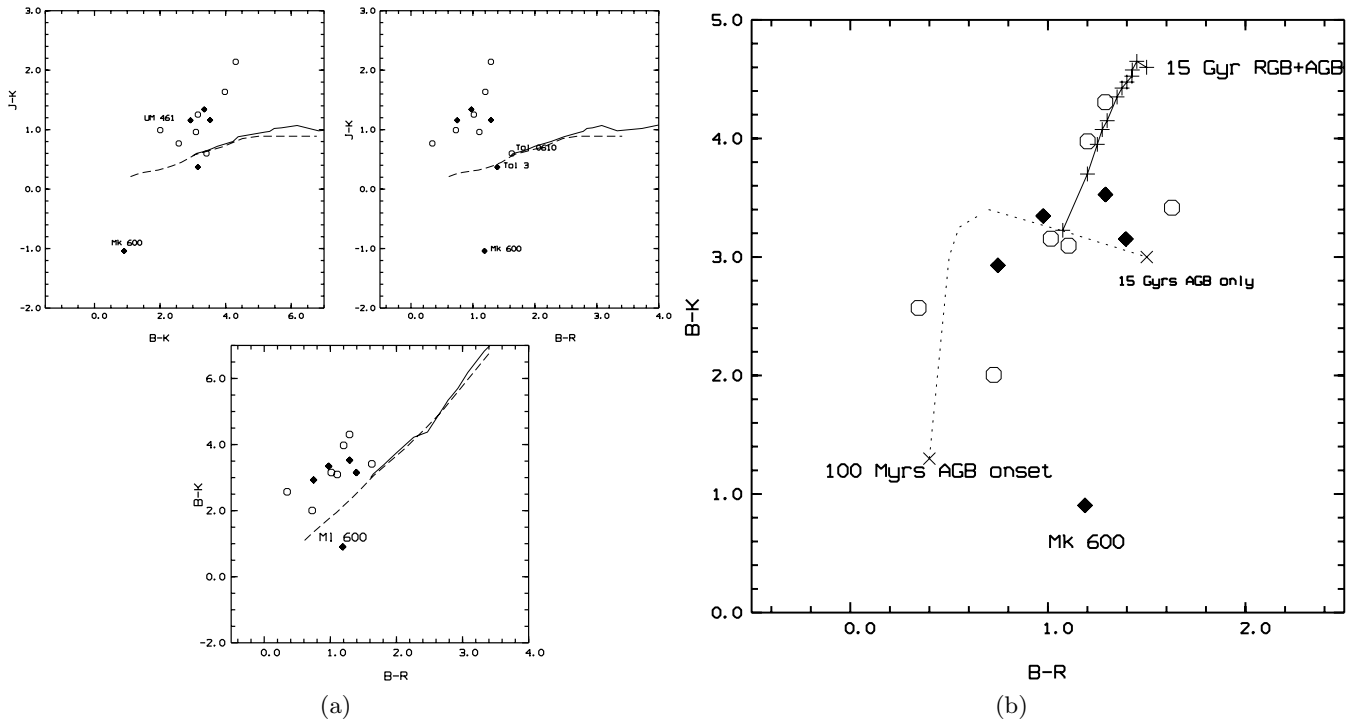 3.0
2.0
1.0
0.0
-1.0
-2.0
J-K
UM 461
Mk 600
0.0 2.0 4.0 6.0
B-K
3.0
2.0
1.0
0.0
-1.0
-2.0
J-K
Tol 0610
Tol 3
Mk 600
0.0 1.0 2.0 3.0 4.0
B-R
6.0
4.0
2.0
0.0
-2.0
B-K
Ml 600
0.0 1.0 2.0 3.0 4.0
B-R
(a)
5.0
4.0
3.0
2.0
1.0
0.0
B-K
15 Gyr RGB+AGB
15 Gyrs AGB only
100 Myrs AGB onset
Mk 600
0.0 1.0 2.0
B-R
(b)